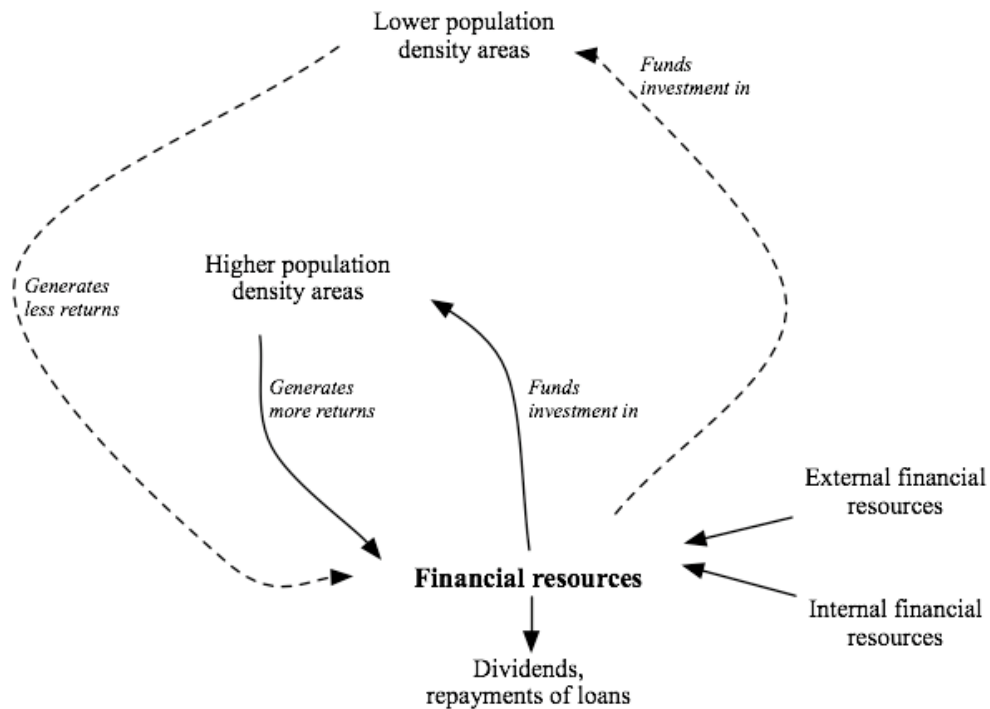 Lower population
density areas
Funds
investment in
Higher population
density areas
Generates
less returns
Generates
more returns
Funds
investment in
External financial
resources
Financial resources
Internal financial
resources
Dividends,
repayments of loans